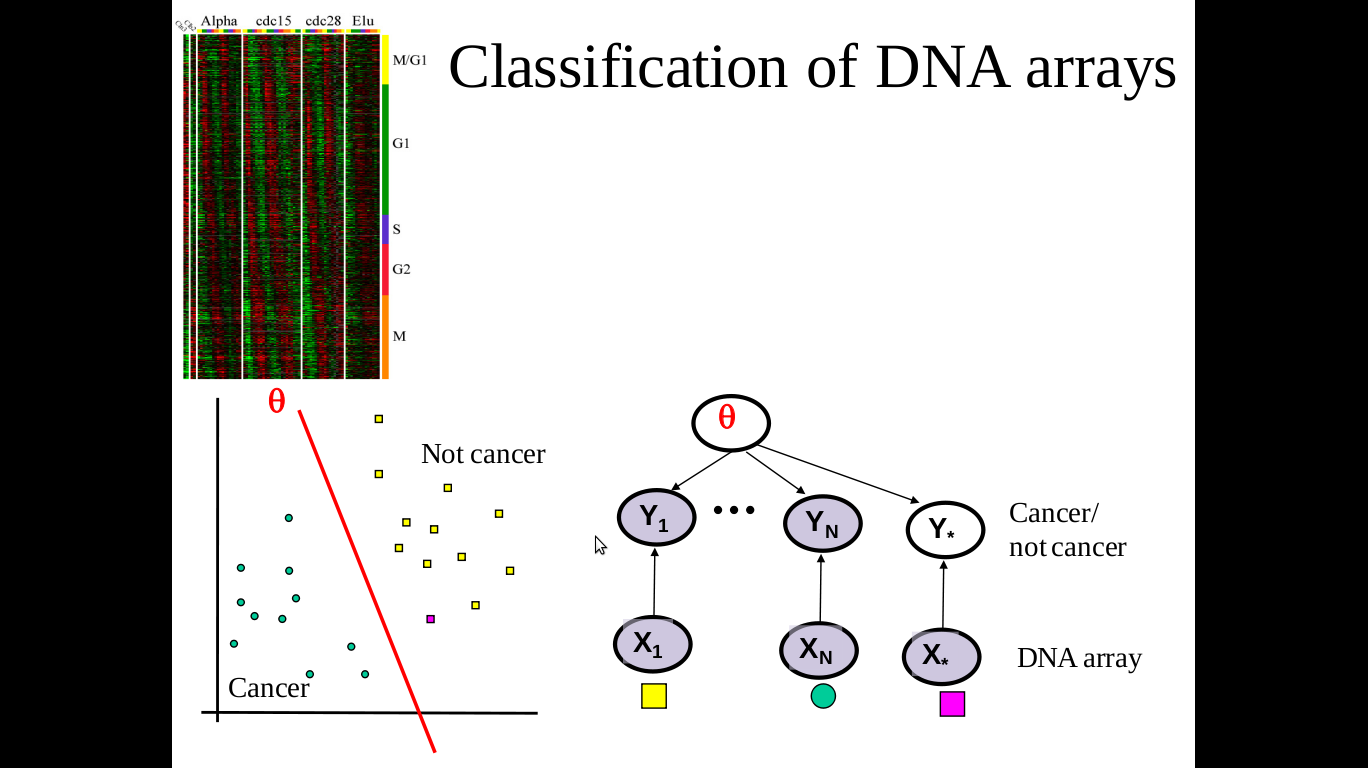 Classification of DNA arrays
Alpha cdc15 cdc28 Elu
M/G1
G1
S
G2
M
θ
Not cancer
Cancer
θ
Y1 YN Y*
Cancer/
not cancer
X1 XN X*
DNA array